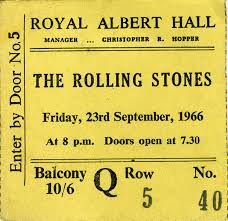 Enter by Door No. 5
ROYAL ALBERT HALL
MANAGER ... CHRISTOPHER R. HOPPER
THE ROLLING STONES
Friday, 23rd September, 1966
At 8 p.m. Doors open at 7.30
Balcony Q Row No.
10/6 5 40